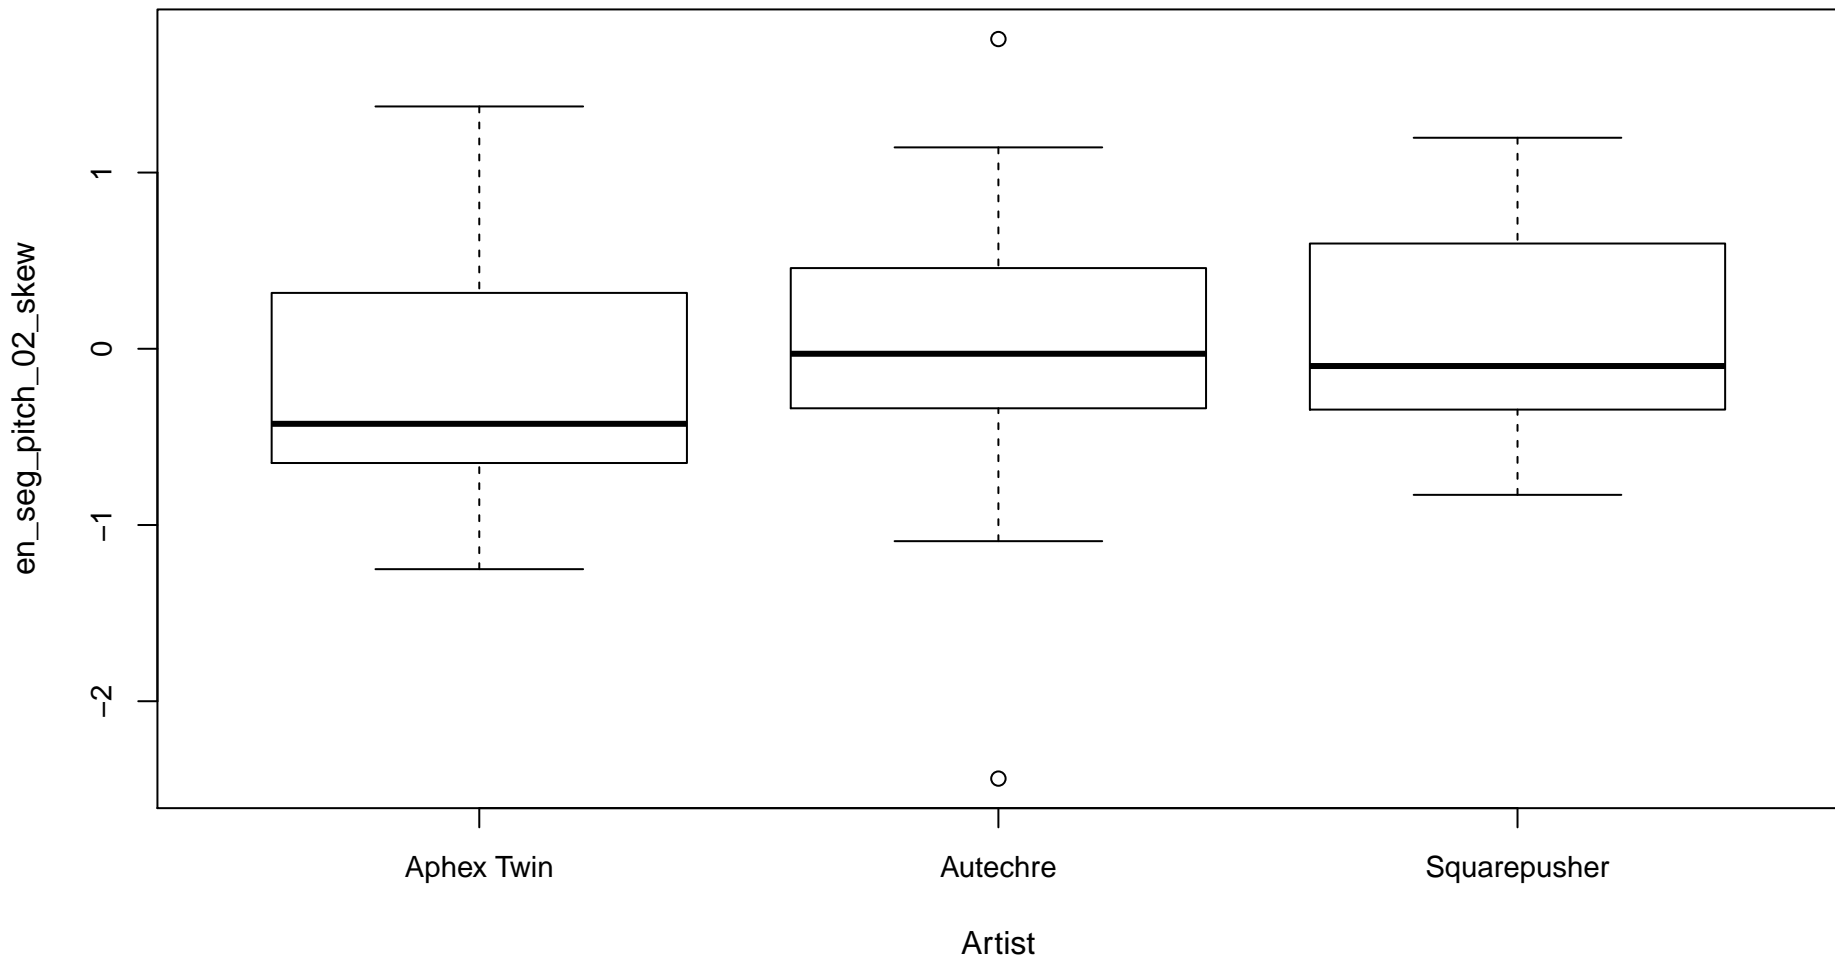 en_seg_pitch_02_skew
1
0
−1
−2
Aphex Twin
Autechre
Squarepusher
Artist